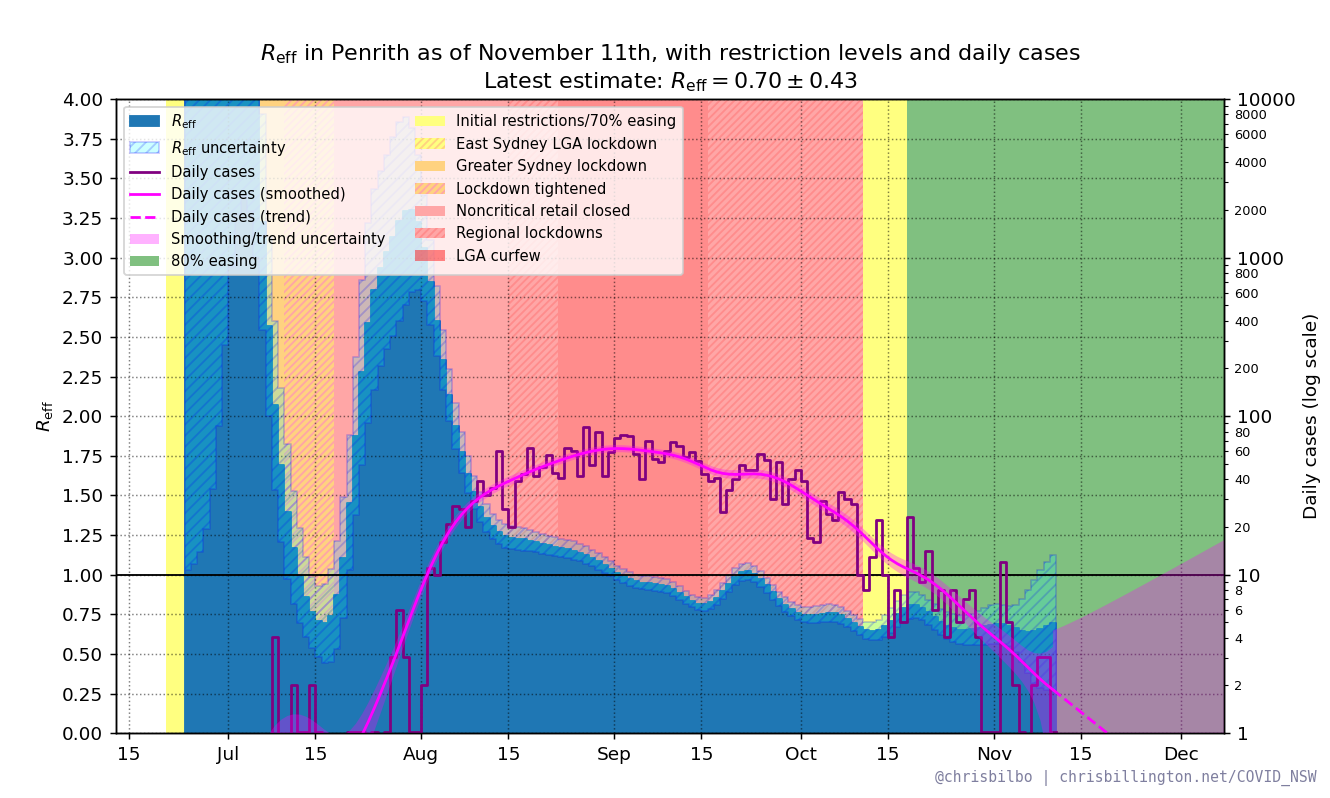 R_eff in Penrith as of November 11th, with restriction levels and daily cases
Latest estimate: R_eff = 0.70 ± 0.43
R_eff
R_eff uncertainty
Daily cases
Daily cases (smoothed)
Daily cases (trend)
Smoothing/trend uncertainty
80% easing
Initial restrictions/70% easing
East Sydney LGA lockdown
Greater Sydney lockdown
Lockdown tightened
Noncritical retail closed
Regional lockdowns
LGA curfew
R_eff
4.00
3.75
3.50
3.25
3.00
2.75
2.50
2.25
2.00
1.75
1.50
1.25
1.00
0.75
0.50
0.25
0.00
10000
8000
6000
4000
2000
1000
800
600
400
200
100
80
60
40
20
10
8
6
4
2
1
Daily cases (log scale)
15 Jul 15 Aug 15 Sep 15 Oct 15 Nov 15 Dec
@chrisbilbo | chrisbillington.net/COVID_NSW